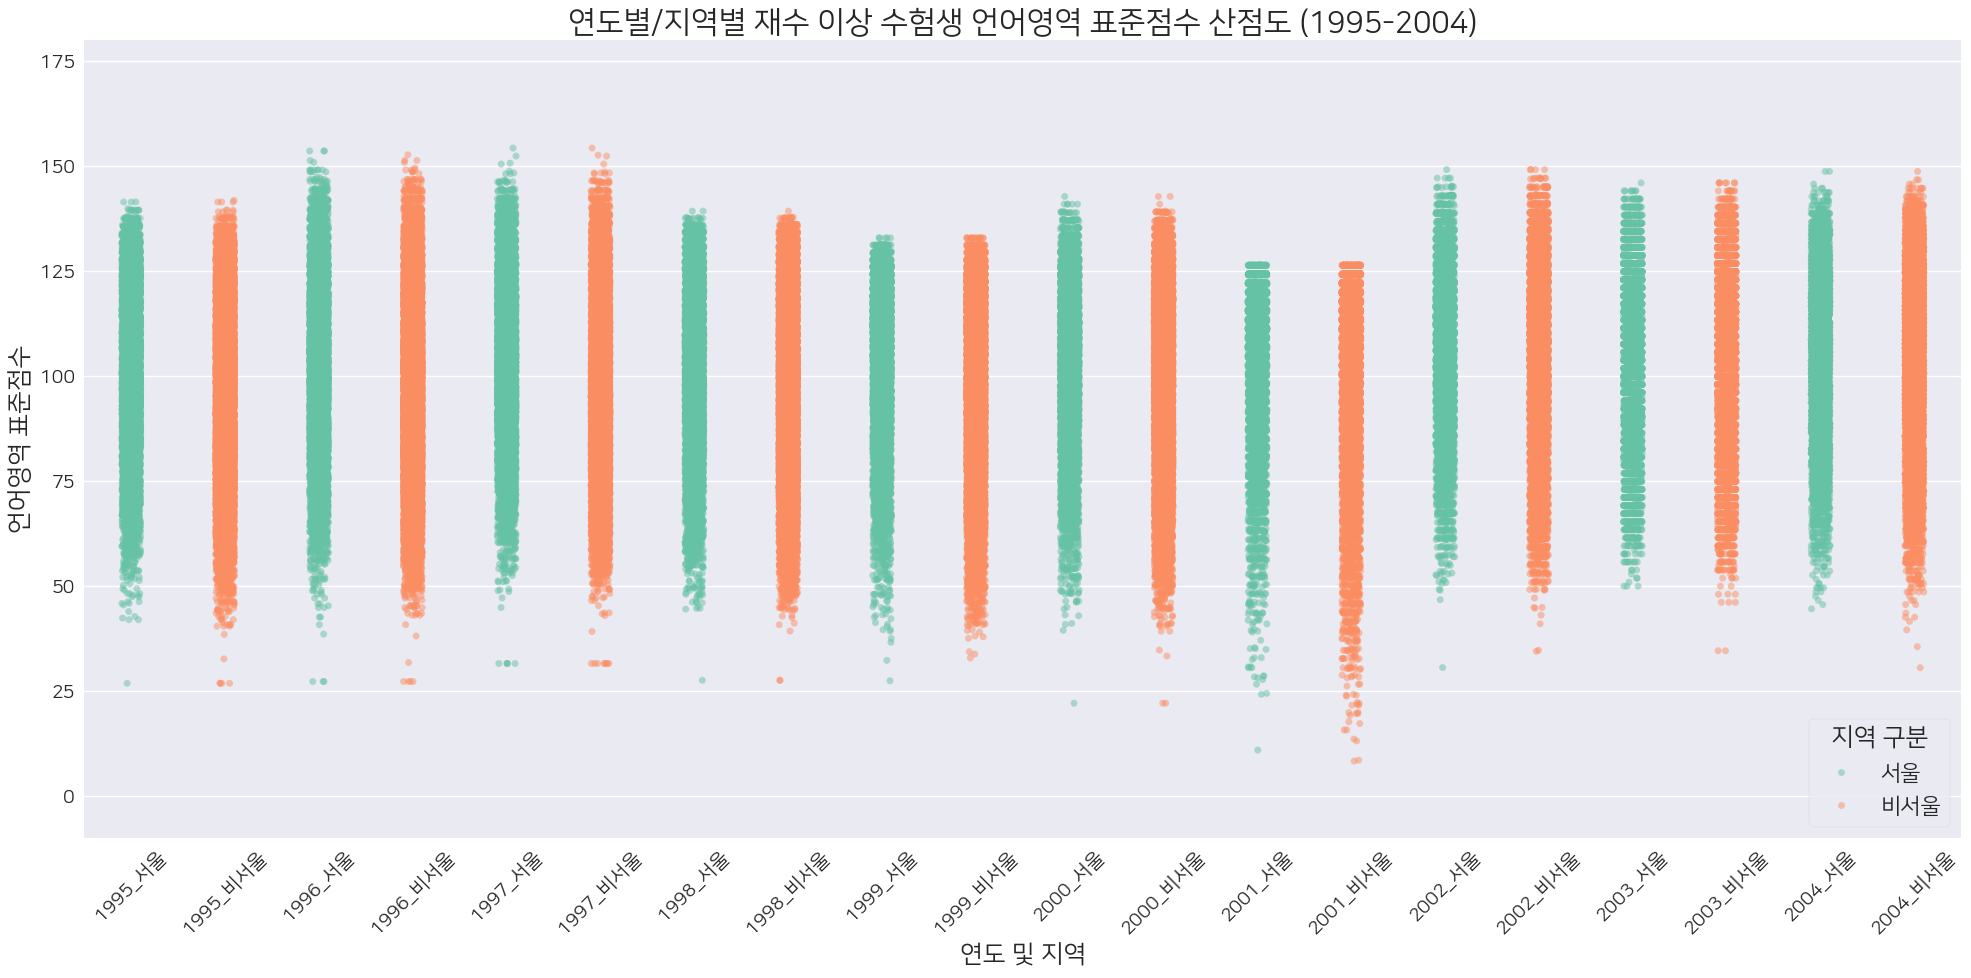 연도별/지역별 재수 이상 수험생 언어영역 표준점수 산점도 (1995-2004)
언어영역 표준점수
175
150
125
100
75
50
25
0
지역 구분
서울
비서울
1995_서울
1995_비서울
1996_서울
1996_비서울
1997_서울
1997_비서울
1998_서울
1998_비서울
1999_서울
1999_비서울
2000_서울
2000_비서울
2001_서울
2001_비서울
2002_서울
2002_비서울
2003_서울
2003_비서울
2004_서울
2004_비서울
연도 및 지역